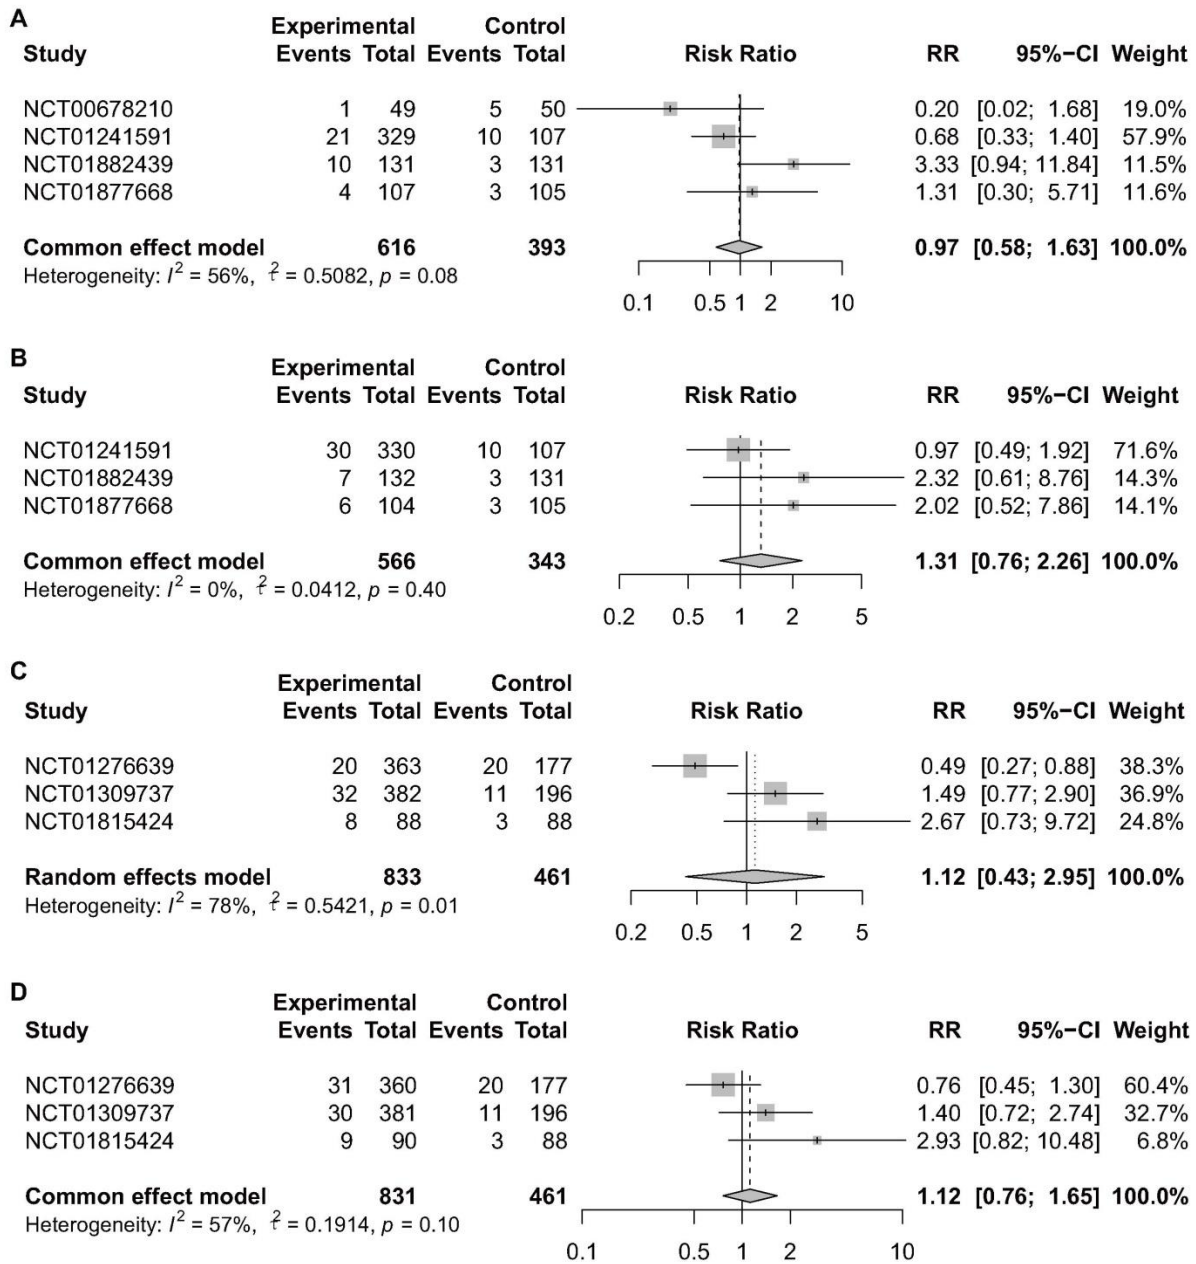 A
Experimental Control
Study Events Total Events Total Risk Ratio RR 95%−CI Weight
NCT00678210 1 49 5 50 0.20 [0.02; 1.68] 19.0%
NCT01241591 21 329 10 107 0.68 [0.33; 1.40] 57.9%
NCT01882439 10 131 3 131 3.33 [0.94; 11.84] 11.5%
NCT01877668 4 107 3 105 1.31 [0.30; 5.71] 11.6%
Common effect model 616 393 0.97 [0.58; 1.63] 100.0%
Heterogeneity: I² = 56%, τ² = 0.5082, p = 0.08
0.1 0.5 1 2 10
B
Experimental Control
Study Events Total Events Total Risk Ratio RR 95%−CI Weight
NCT01241591 30 330 10 107 0.97 [0.49; 1.92] 71.6%
NCT01882439 7 132 3 131 2.32 [0.61; 8.76] 14.3%
NCT01877668 6 104 3 105 2.02 [0.52; 7.86] 14.1%
Common effect model 566 343 1.31 [0.76; 2.26] 100.0%
Heterogeneity: I² = 0%, τ² = 0.0412, p = 0.40
0.2 0.5 1 2 5
C
Experimental Control
Study Events Total Events Total Risk Ratio RR 95%−CI Weight
NCT01276639 20 363 20 177 0.49 [0.27; 0.88] 38.3%
NCT01309737 32 382 11 196 1.49 [0.77; 2.90] 36.9%
NCT01815424 8 88 3 88 2.67 [0.73; 9.72] 24.8%
Random effects model 833 461 1.12 [0.43; 2.95] 100.0%
Heterogeneity: I² = 78%, τ² = 0.5421, p = 0.01
0.2 0.5 1 2 5
D
Experimental Control
Study Events Total Events Total Risk Ratio RR 95%−CI Weight
NCT01276639 31 360 20 177 0.76 [0.45; 1.30] 60.4%
NCT01309737 30 381 11 196 1.40 [0.72; 2.74] 32.7%
NCT01815424 9 90 3 88 2.93 [0.82; 10.48] 6.8%
Common effect model 831 461 1.12 [0.76; 1.65] 100.0%
Heterogeneity: I² = 57%, τ² = 0.1914, p = 0.10
0.1 0.5 1 2 10